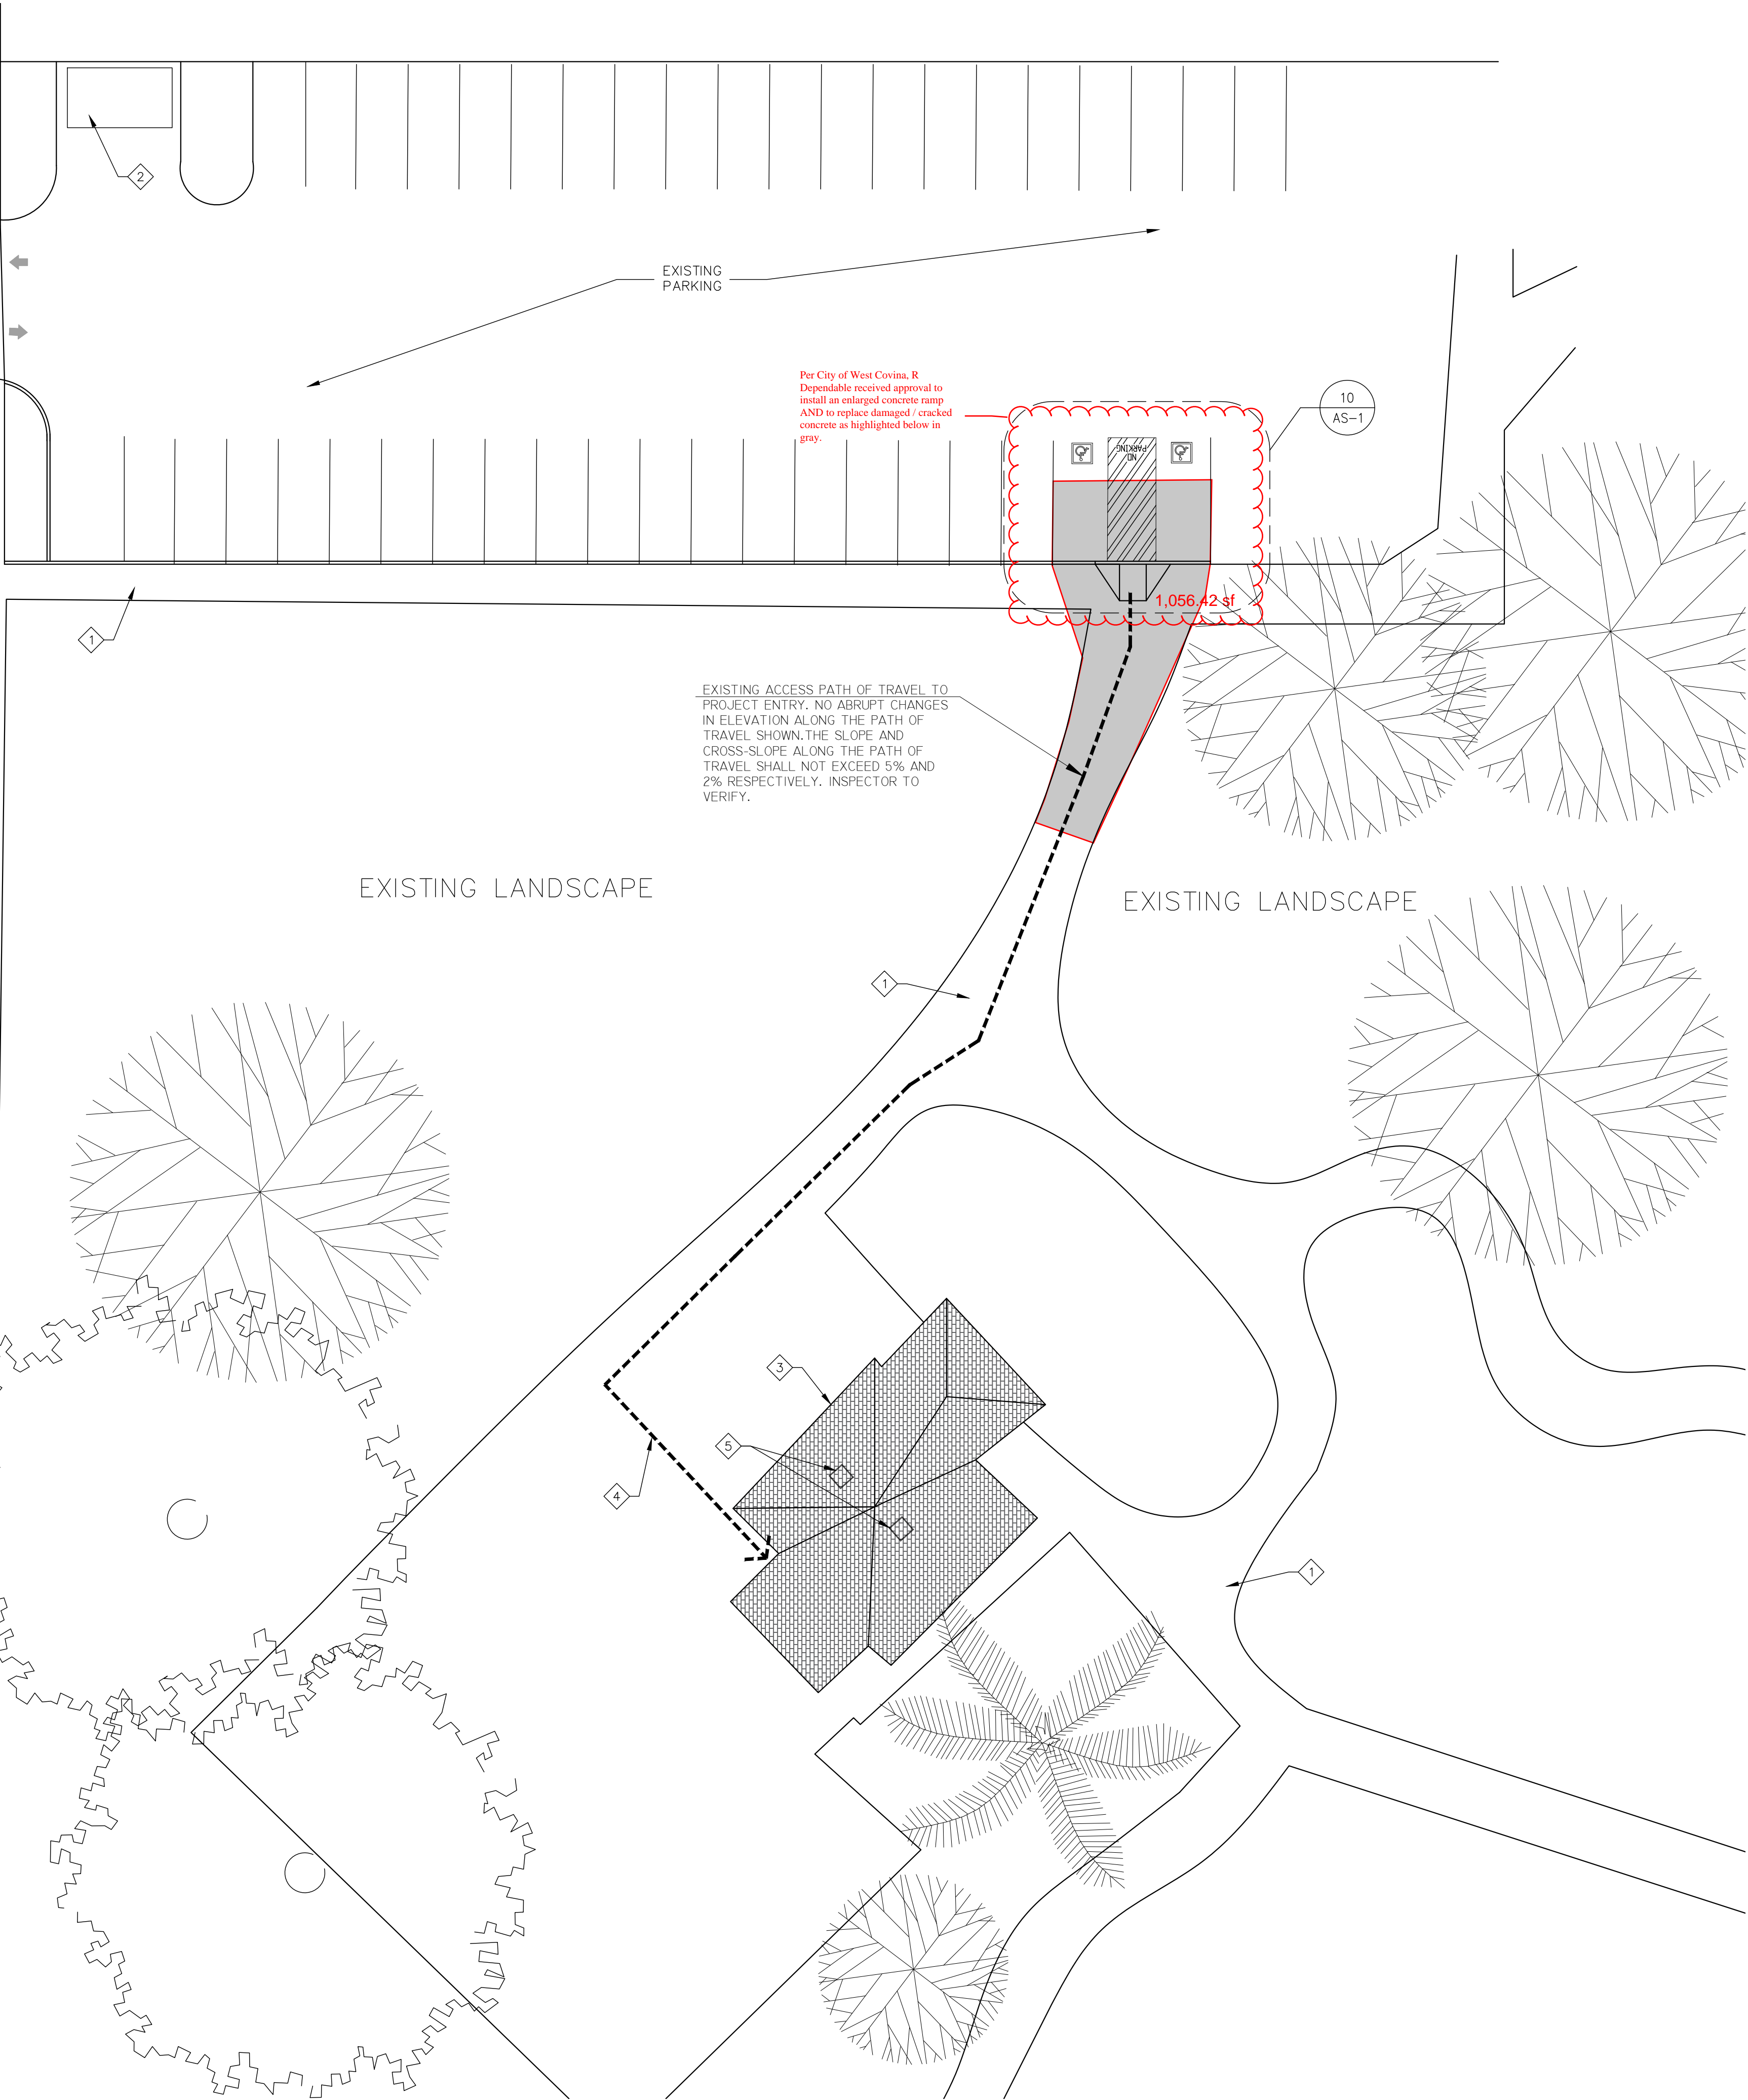 2
EXISTING
PARKING
Per City of West Covina, R
Dependable received approval to
install an enlarged concrete ramp
AND to replace damaged / cracked
concrete as highlighted below in
gray.
10
AS-1
NO
PARKING
1,056.42 sf
1
EXISTING ACCESS PATH OF TRAVEL TO
PROJECT ENTRY. NO ABRUPT CHANGES
IN ELEVATION ALONG THE PATH OF
TRAVEL SHOWN.THE SLOPE AND
CROSS-SLOPE ALONG THE PATH OF
TRAVEL SHALL NOT EXCEED 5% AND
2% RESPECTIVELY. INSPECTOR TO
VERIFY.
EXISTING LANDSCAPE
EXISTING LANDSCAPE
1
3
5
4
1